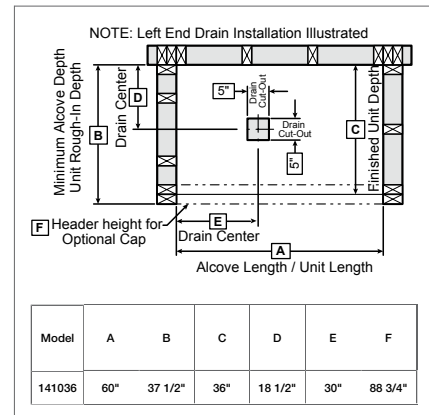 NOTE: Left End Drain Installation Illustrated
Minimum Alcove Depth
Unit Rough-In Depth
B
D
Drain Center
5"
Drain
Cut-Out
Drain
Cut-Out
5"
C
Finished Unit Depth
F Header height for
Optional Cap
E
Drain Center
A
Alcove Length / Unit Length
Model A B C D E F
141036 60" 37 1/2" 36" 18 1/2" 30" 88 3/4"